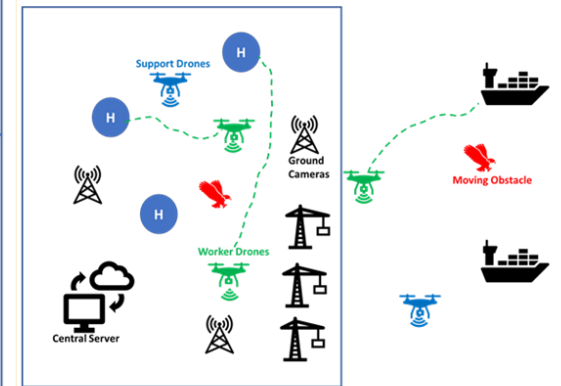 H
Support Drones
H
Ground
Cameras
Moving Obstacle
H
Worker Drones
Central Server